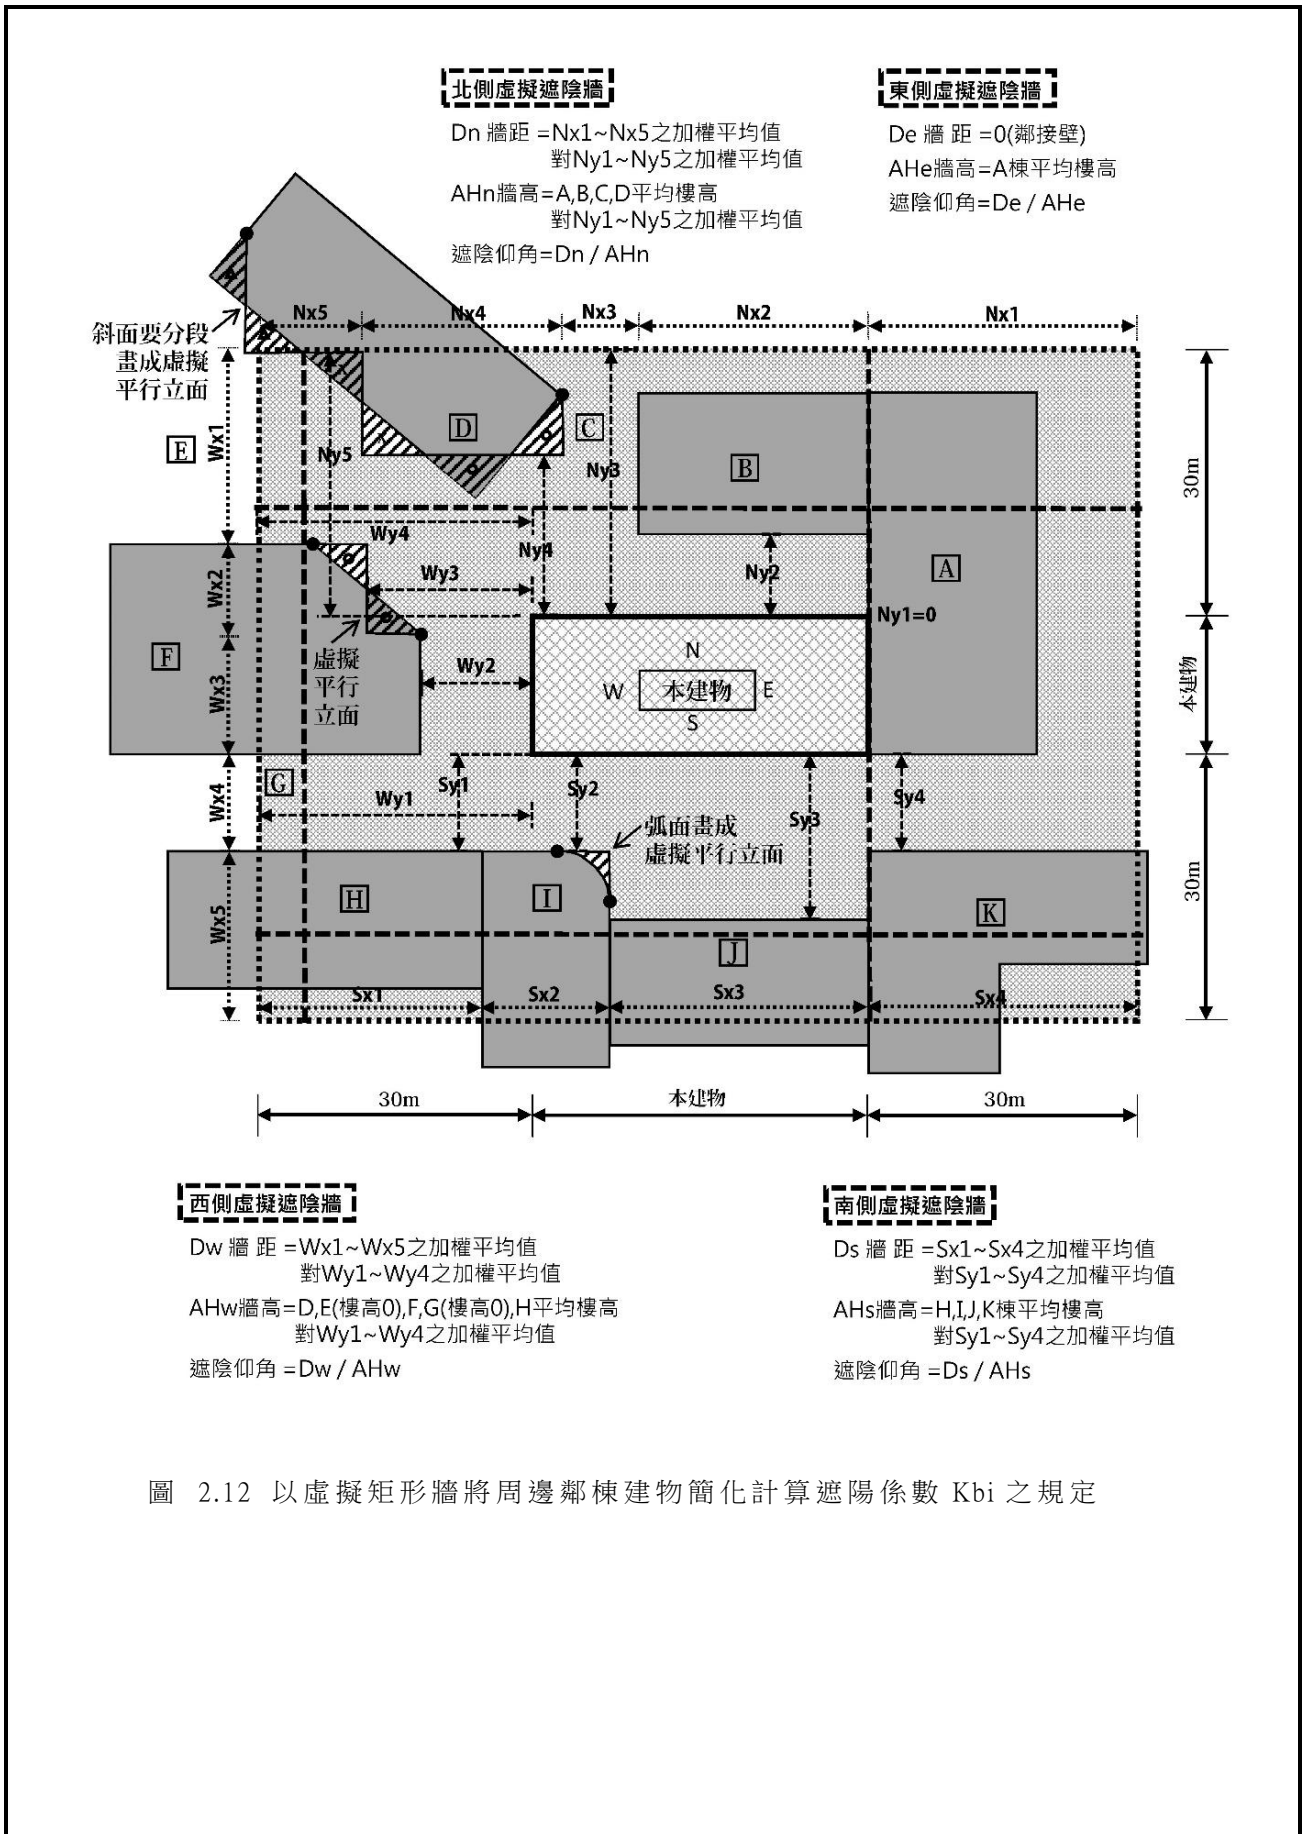 北側虛擬遮陰牆
Dn 牆距 =Nx1~Nx5之加權平均值
對Ny1~Ny5之加權平均值
AHn牆高=A,B,C,D平均樓高
對Ny1~Ny5之加權平均值
遮陰仰角=Dn / AHn
東側虛擬遮陰牆
De 牆 距 =0(鄰接壁)
AHe牆高=A棟平均樓高
遮陰仰角=De / AHe
斜面要分段
畫成虛擬
平行立面
Nx5
Nx4
Nx3
Nx2
Nx1
E
Wx1
D
C
B
A
Ny5
Ny3
Wy4
Ny4
Ny2
30m
Wx2
Wy3
Ny1=0
F
Wx3
虛擬
平行
立面
Wy2
N
W
本建物
E
S
本建物
G
Wx4
Wy1
Sy1
Sy2
Sy3
Sy4
弧面畫成
虛擬平行立面
H
I
J
K
Wx5
30m
Sx1
Sx2
Sx3
Sx4
30m
本建物
30m
西側虛擬遮陰牆
Dw 牆 距 =Wx1~Wx5之加權平均值
對Wy1~Wy4之加權平均值
AHw牆高=D,E(樓高0),F,G(樓高0),H平均樓高
對Wy1~Wy4之加權平均值
遮陰仰角 =Dw / AHw
南側虛擬遮陰牆
Ds 牆 距 =Sx1~Sx4之加權平均值
對Sy1~Sy4之加權平均值
AHs牆高=H,I,J,K棟平均樓高
對Sy1~Sy4之加權平均值
遮陰仰角 =Ds / AHs
圖 2.12 以虛擬矩形牆將周邊鄰棟建物簡化計算遮陽係數 Kbi 之規定